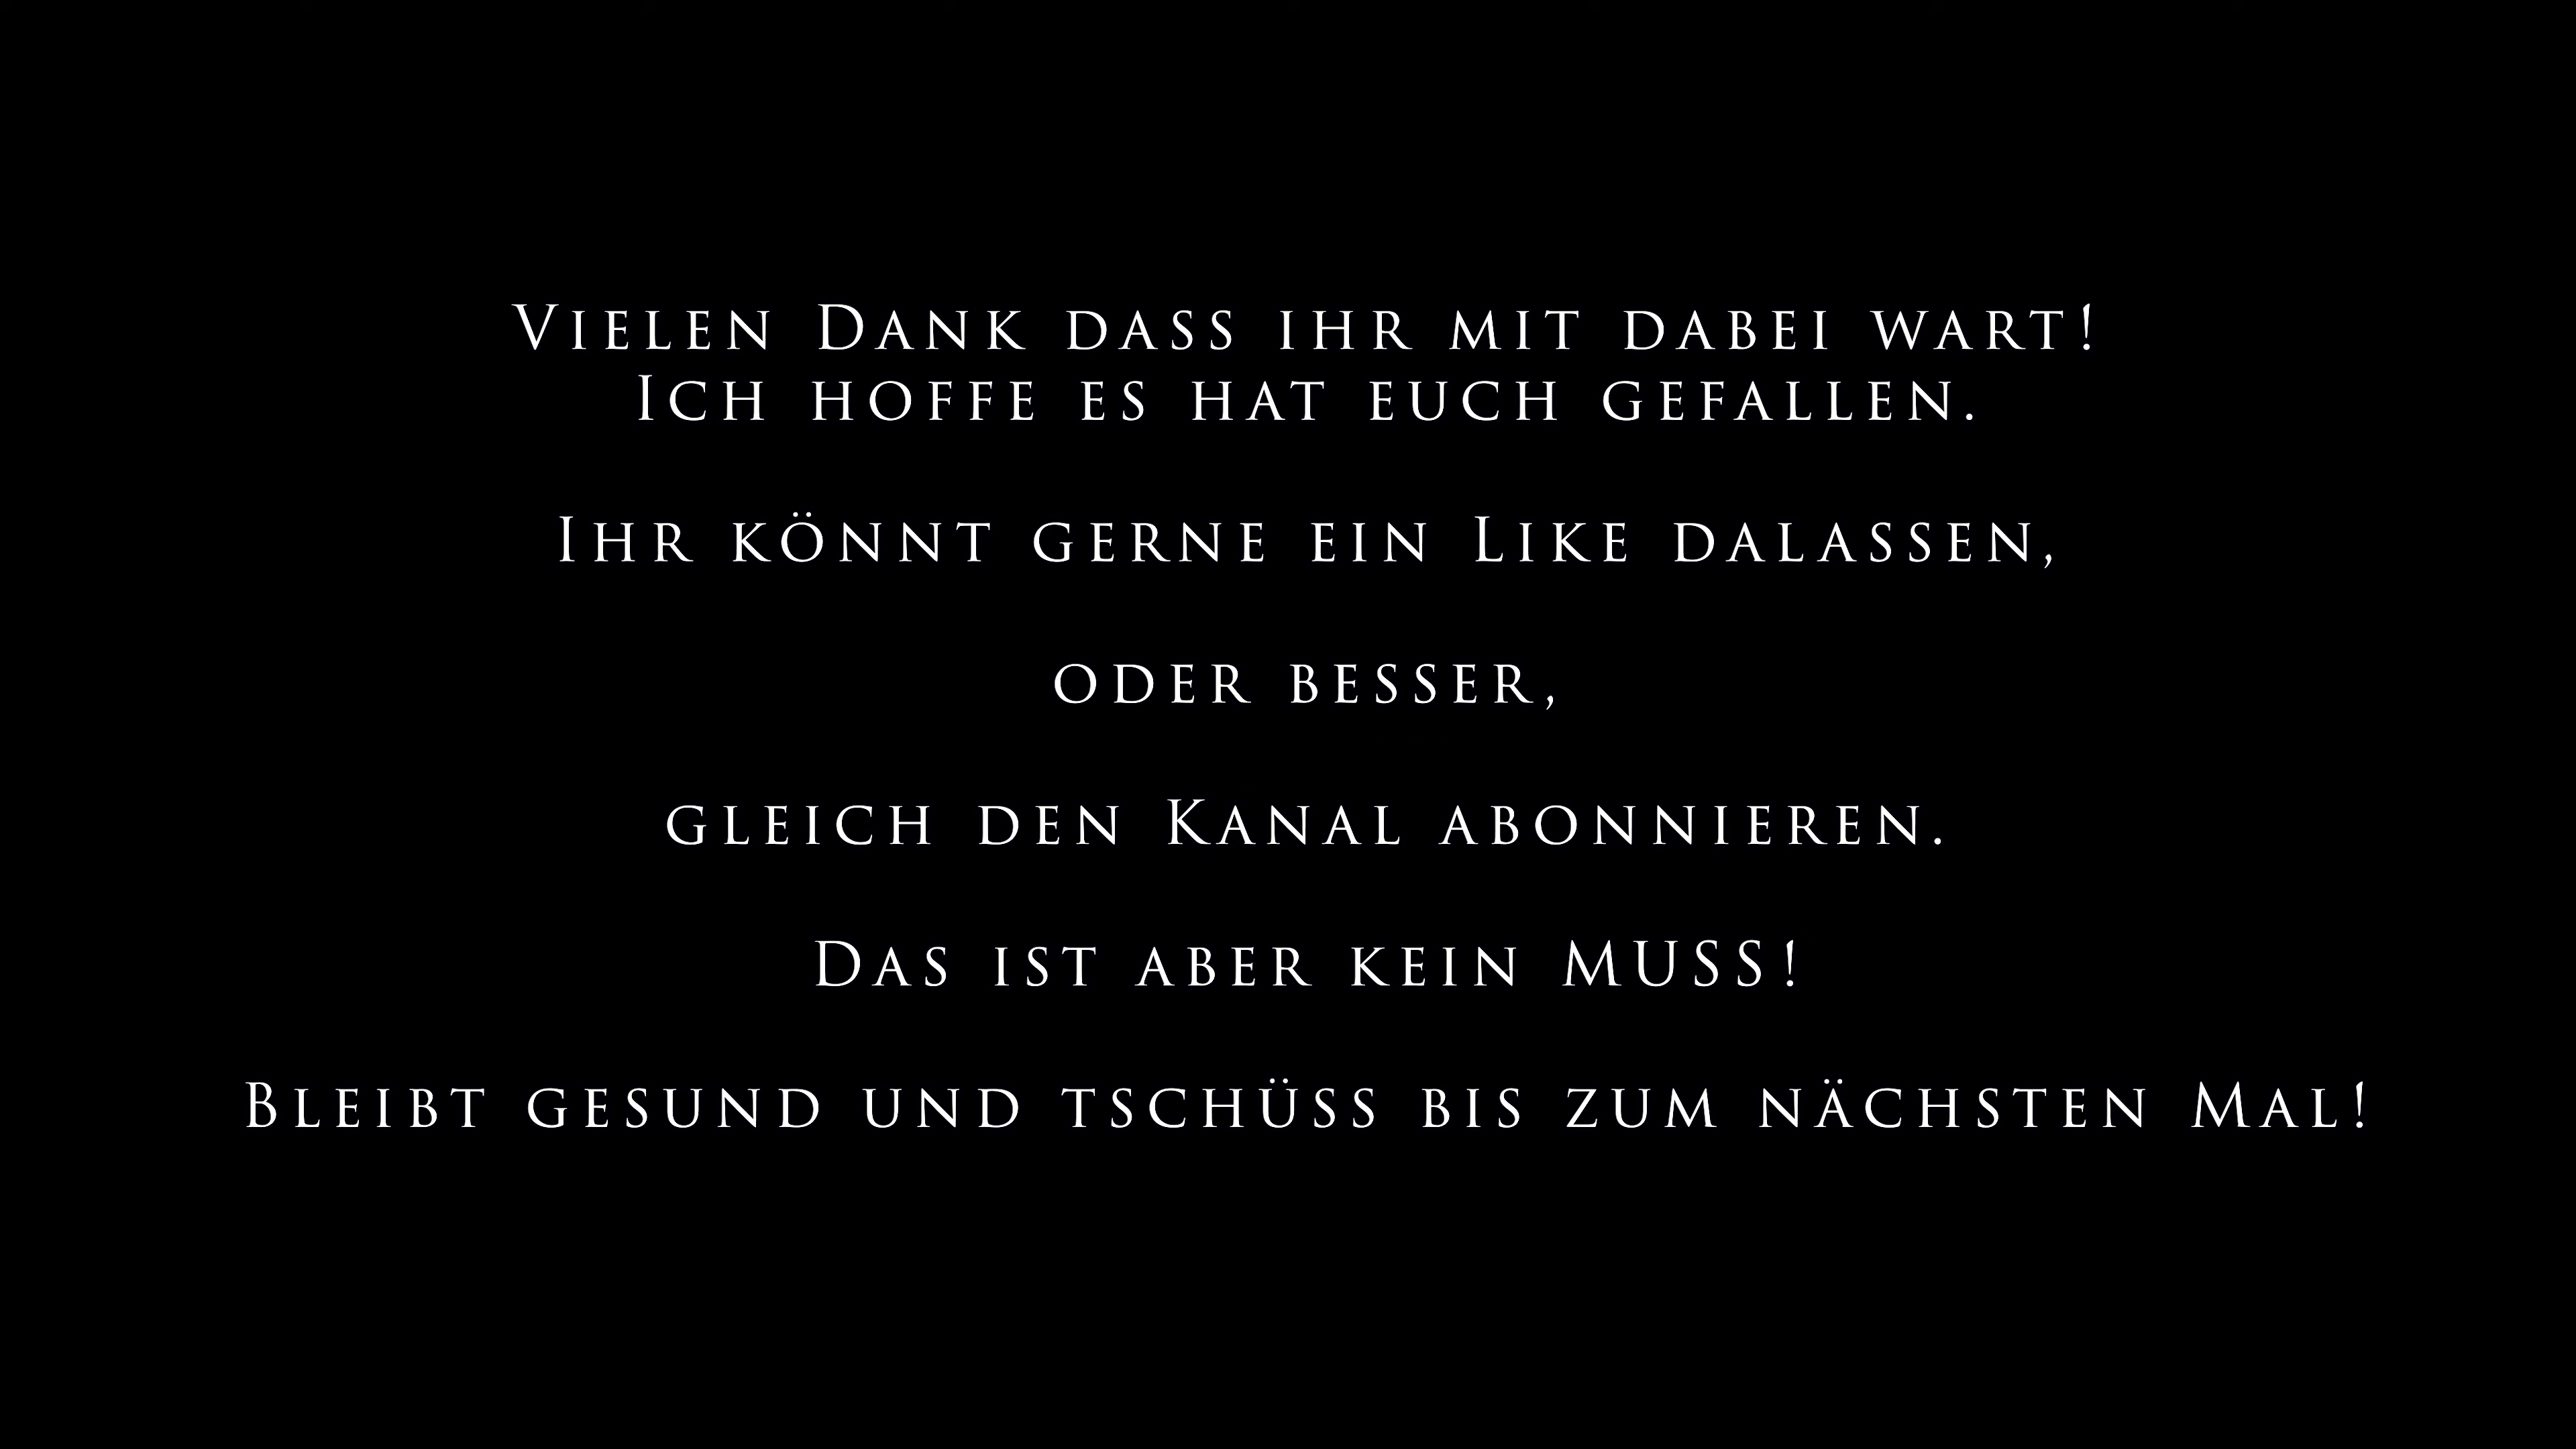 Vielen Dank dass ihr mit dabei wart!
Ich hoffe es hat euch gefallen.
Ihr könnt gerne ein Like dalassen,
oder besser,
gleich den Kanal abonnieren.
Das ist aber kein MUSS!
Bleibt gesund und tschüss bis zum nächsten Mal!